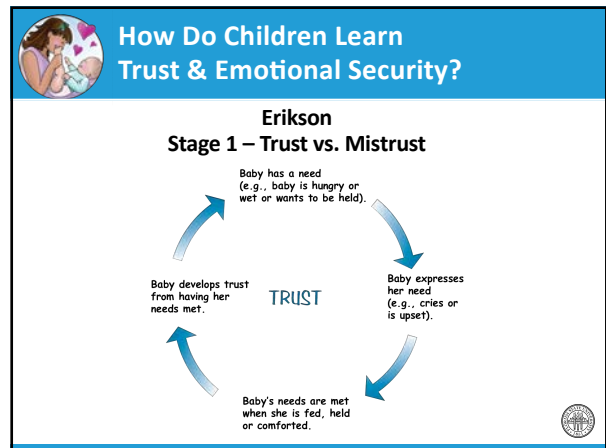 How Do Children Learn
Trust & Emotional Security?
Erikson
Stage 1 – Trust vs. Mistrust
Baby has a need
(e.g., baby is hungry or
wet or wants to be held).
Baby expresses
her need
(e.g., cries or
is upset).
Baby's needs are met
when she is fed, held
or comforted.
Baby develops trust
from having her
needs met.
TRUST